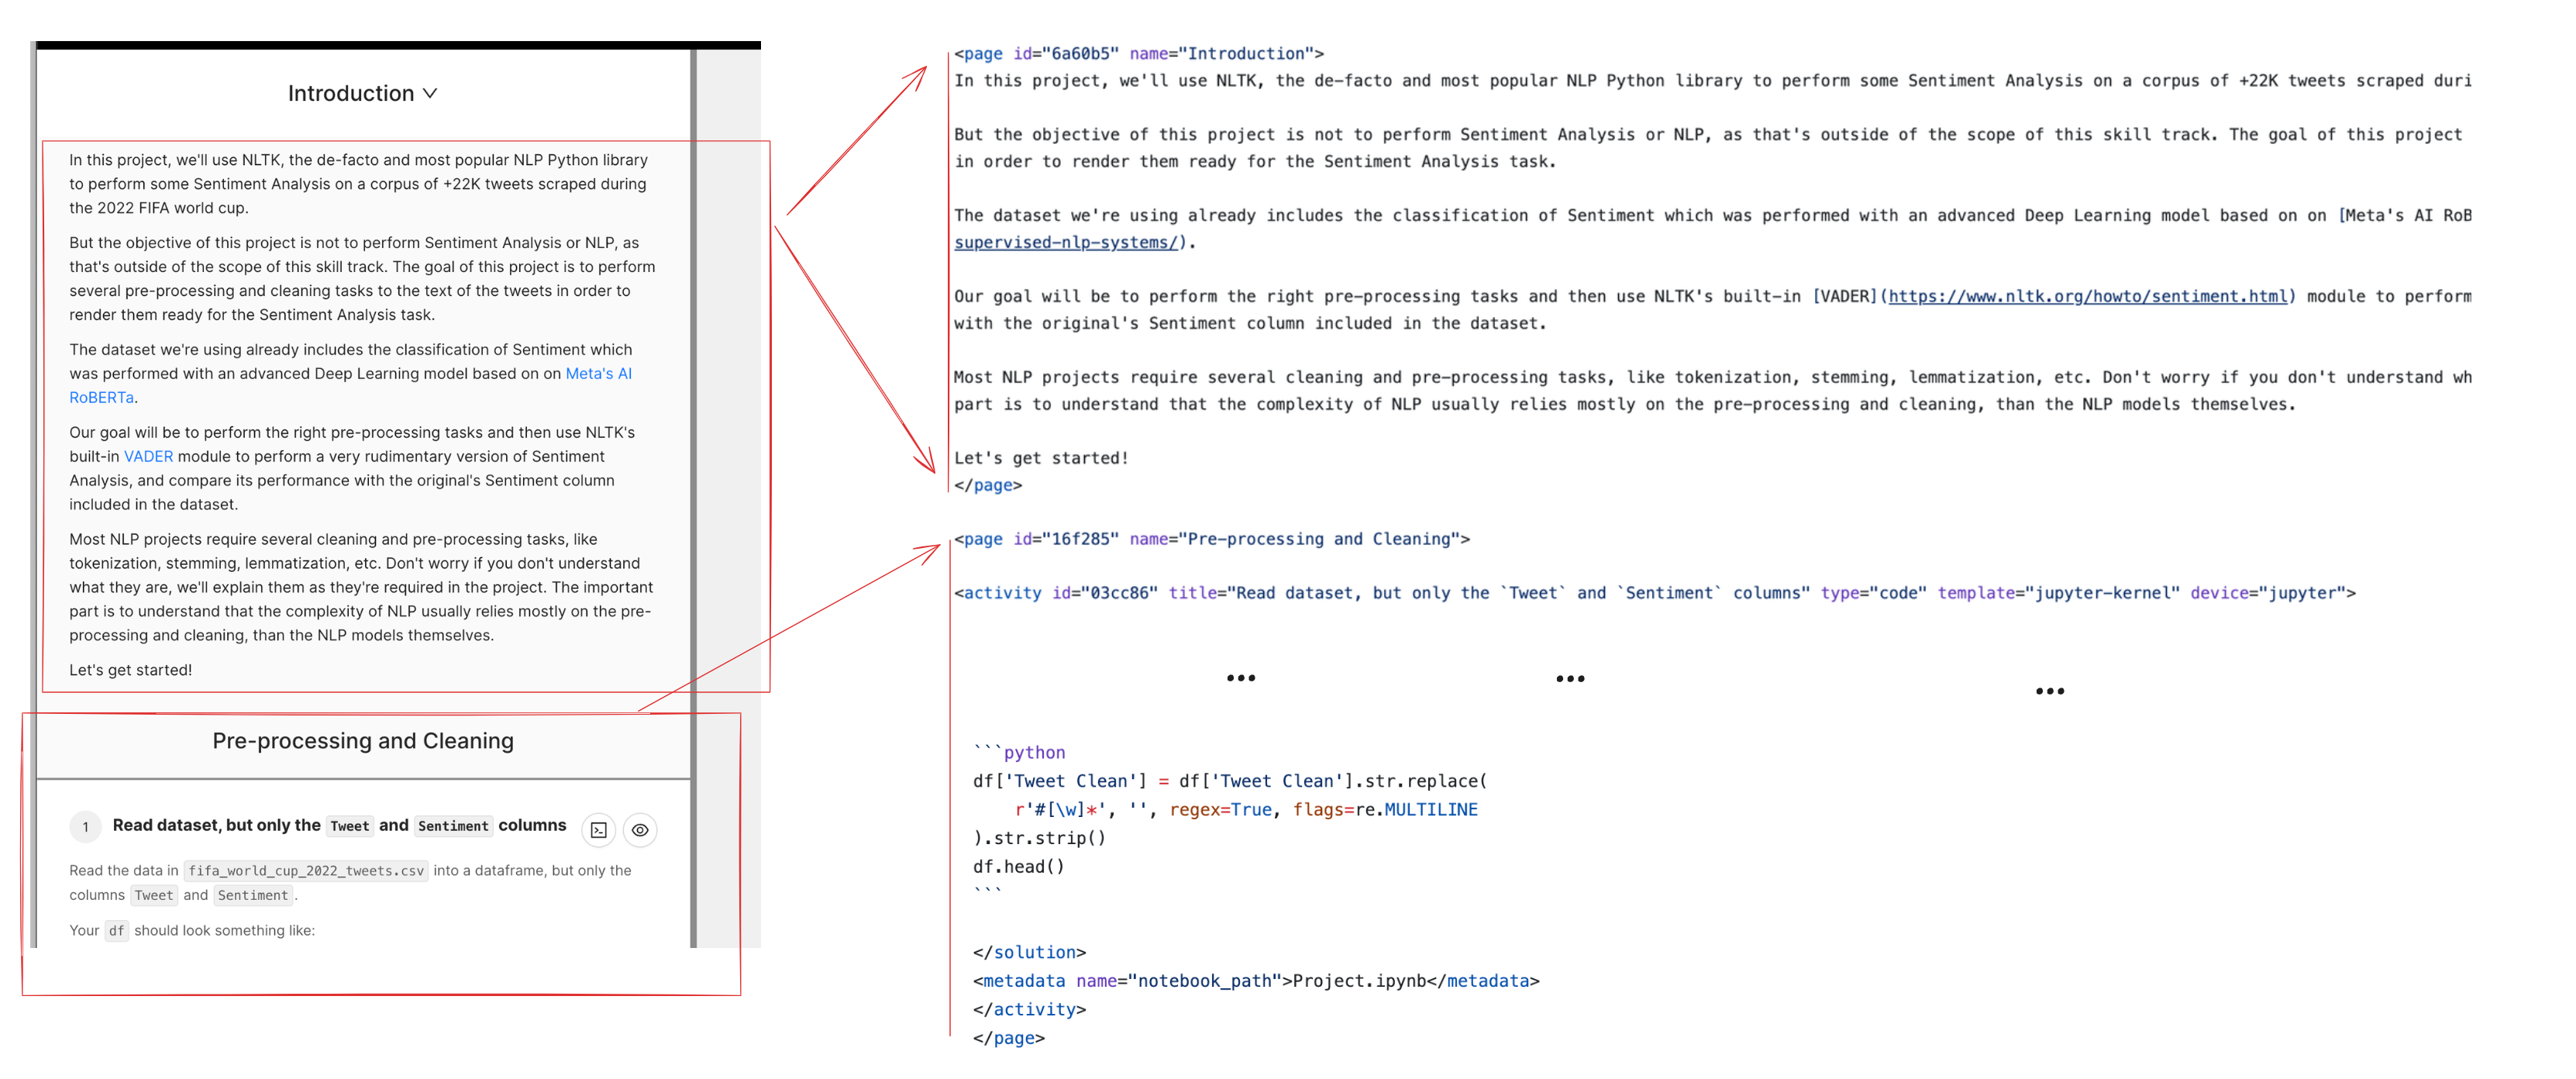 Introduction
In this project, we'll use NLTK, the de-facto and most popular NLP Python library
to perform some Sentiment Analysis on a corpus of +22K tweets scraped during
the 2022 FIFA world cup.
But the objective of this project is not to perform Sentiment Analysis or NLP, as
that's outside of the scope of this skill track. The goal of this project is to perform
several pre-processing and cleaning tasks to the text of the tweets in order to
render them ready for the Sentiment Analysis task.
The dataset we're using already includes the classification of Sentiment which
was performed with an advanced Deep Learning model based on on Meta's AI
RoBERTa.
Our goal will be to perform the right pre-processing tasks and then use NLTK's
built-in VADER module to perform a very rudimentary version of Sentiment
Analysis, and compare its performance with the original's Sentiment column
included in the dataset.
Most NLP projects require several cleaning and pre-processing tasks, like
tokenization, stemming, lemmatization, etc. Don't worry if you don't understand
what they are, we'll explain them as they're required in the project. The important
part is to understand that the complexity of NLP usually relies mostly on the pre-
processing and cleaning, than the NLP models themselves.
Let's get started!
Pre-processing and Cleaning
1 Read dataset, but only the Tweet and Sentiment columns
Read the data in fifa_world_cup_2022_tweets.csv into a dataframe, but only the
columns Tweet and Sentiment.
Your df should look something like:
<page id="6a60b5" name="Introduction">
In this project, we'll use NLTK, the de-facto and most popular NLP Python library to perform some Sentiment Analysis on a corpus of +22K tweets scraped duri
But the objective of this project is not to perform Sentiment Analysis or NLP, as that's outside of the scope of this skill track. The goal of this project
in order to render them ready for the Sentiment Analysis task.
The dataset we're using already includes the classification of Sentiment which was performed with an advanced Deep Learning model based on on [Meta's AI RoB
supervised-nlp-systems/).
Our goal will be to perform the right pre-processing tasks and then use NLTK's built-in [VADER](https://www.nltk.org/howto/sentiment.html) module to perform
with the original's Sentiment column included in the dataset.
Most NLP projects require several cleaning and pre-processing tasks, like tokenization, stemming, lemmatization, etc. Don't worry if you don't understand wh
part is to understand that the complexity of NLP usually relies mostly on the pre-processing and cleaning, than the NLP models themselves.
Let's get started!
</page>
<page id="16f285" name="Pre-processing and Cleaning">
<activity id="03cc86" title="Read dataset, but only the `Tweet` and `Sentiment` columns" type="code" template="jupyter-kernel" device="jupyter">
... ... ...
```python
df['Tweet Clean'] = df['Tweet Clean'].str.replace(
r'#[\w]*', '', regex=True, flags=re.MULTILINE
).str.strip()
df.head()
```
</solution>
<metadata name="notebook_path">Project.ipynb</metadata>
</activity>
</page>